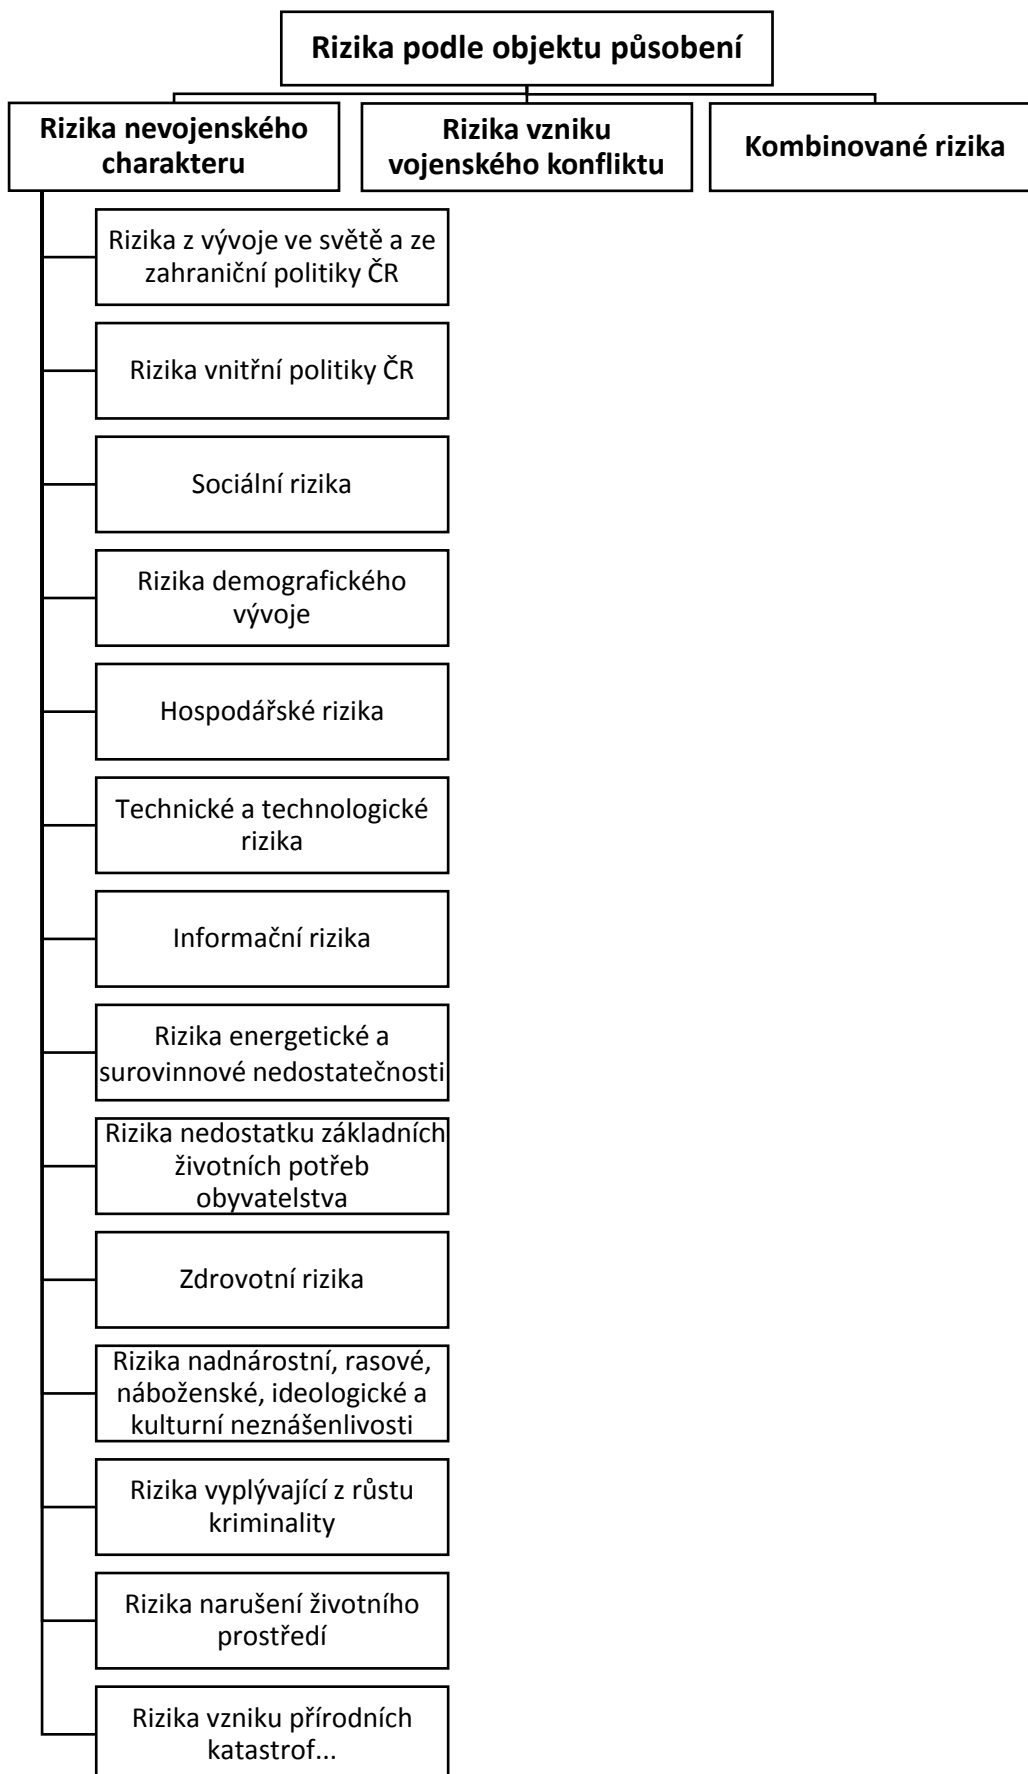 Rizika podle objektu působení
Rizika nevojenského
charakteru
Rizika vzniku
vojenského konfliktu
Kombinované rizika
Rizika z vývoje ve světě a ze
zahraniční politiky ČR
Rizika vnitřní politiky ČR
Sociální rizika
Rizika demografického
vývoje
Hospodářské rizika
Technické a technologické
rizika
Informační rizika
Rizika energetické a
surovinnové nedostatečnosti
Rizika nedostatku základních
životních potřeb
obyvatelstva
Zdrovotní rizika
Rizika nadnárostní, rasové,
náboženské, ideologické a
kulturní neznášenlivosti
Rizika vyplývající z růstu
kriminality
Rizika narušení životního
prostředí
Rizika vzniku přírodních
katastrof...